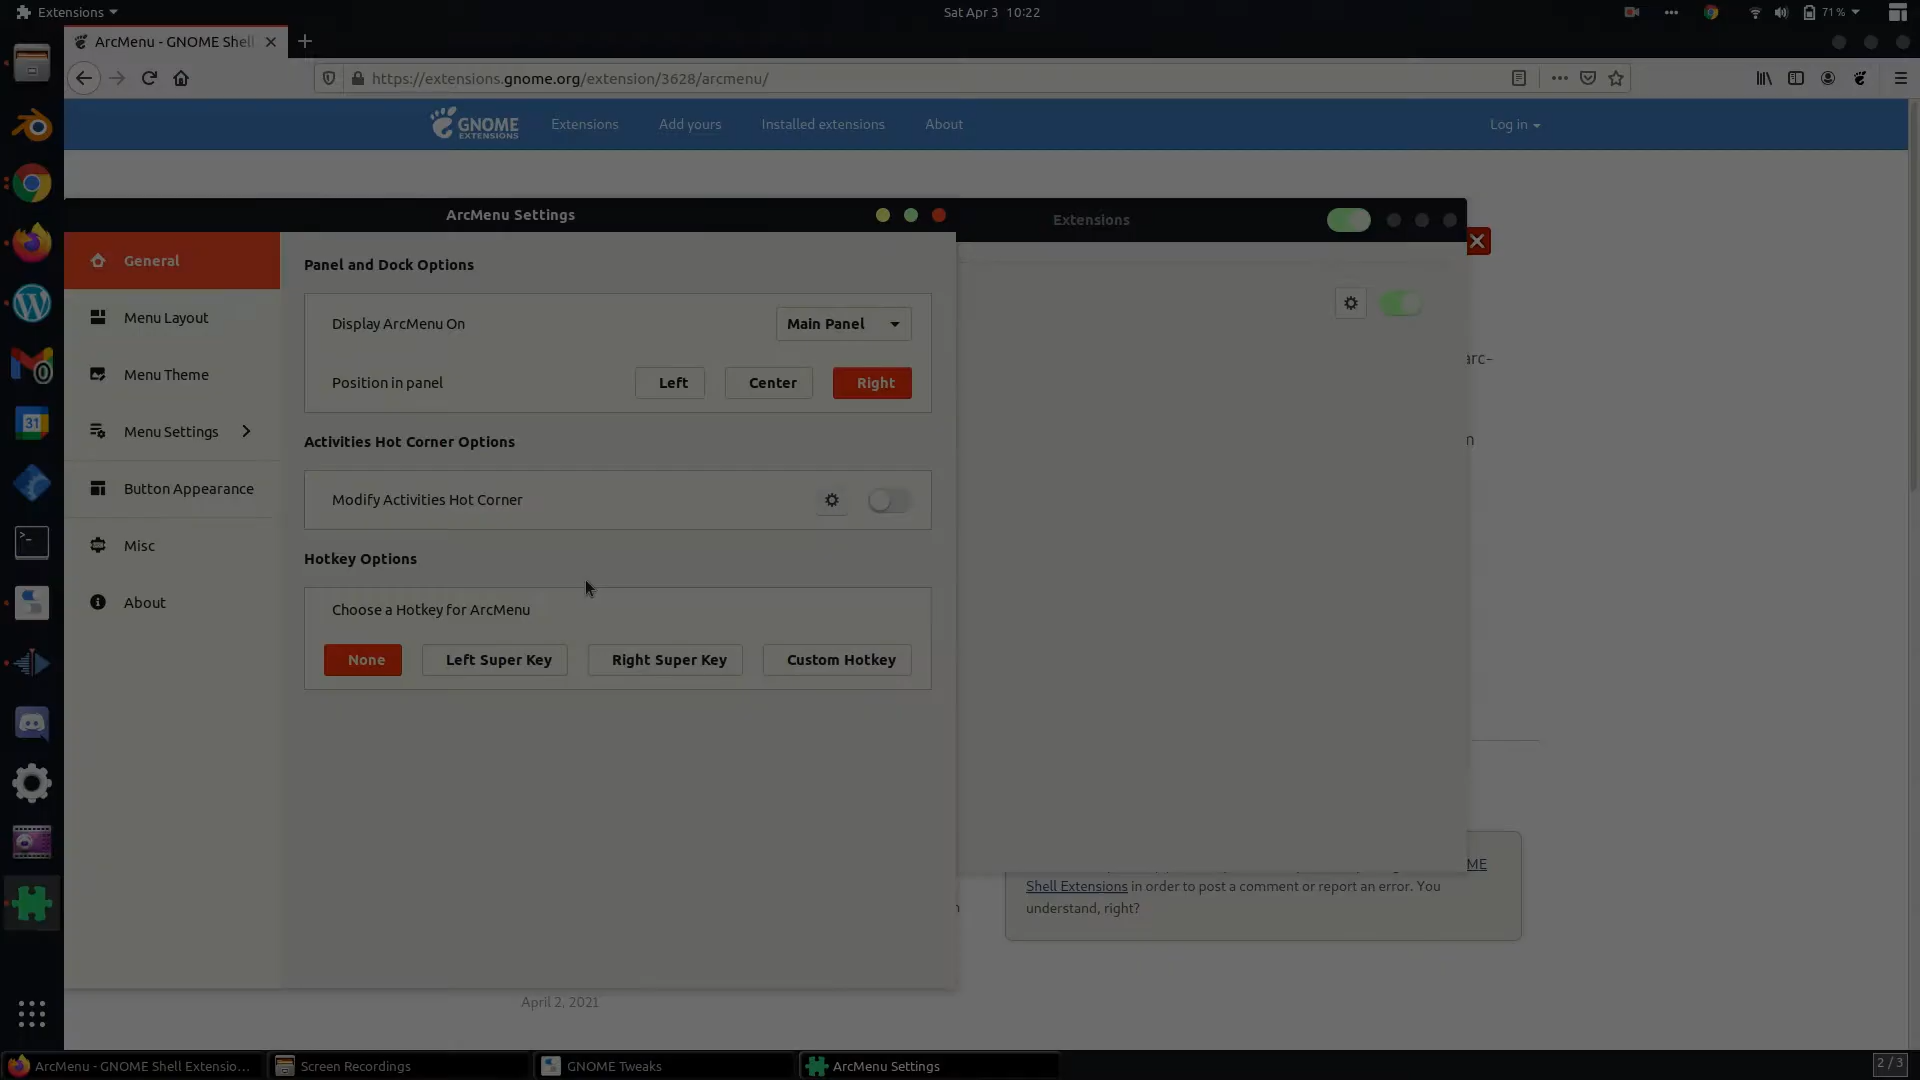 Extensions
Sat Apr 3 10:22
71 %
ArcMenu - GNOME Shell
https://extensions.gnome.org/extension/3628/arcmenu/
GNOME
EXTENSIONS
Extensions
Add yours
Installed extensions
About
Log in
ArcMenu Settings
Extensions
General
Menu Layout
Menu Theme
Menu Settings
Button Appearance
Misc
About
Panel and Dock Options
Display ArcMenu On
Main Panel
Position in panel
Left
Center
Right
Activities Hot Corner Options
Modify Activities Hot Corner
Hotkey Options
Choose a Hotkey for ArcMenu
None
Left Super Key
Right Super Key
Custom Hotkey
arc-
n
ME
Shell Extensions in order to post a comment or report an error. You
understand, right?
April 2, 2021
0
31
ArcMenu - GNOME Shell Extensio...
Screen Recordings
GNOME Tweaks
ArcMenu Settings
2 / 3